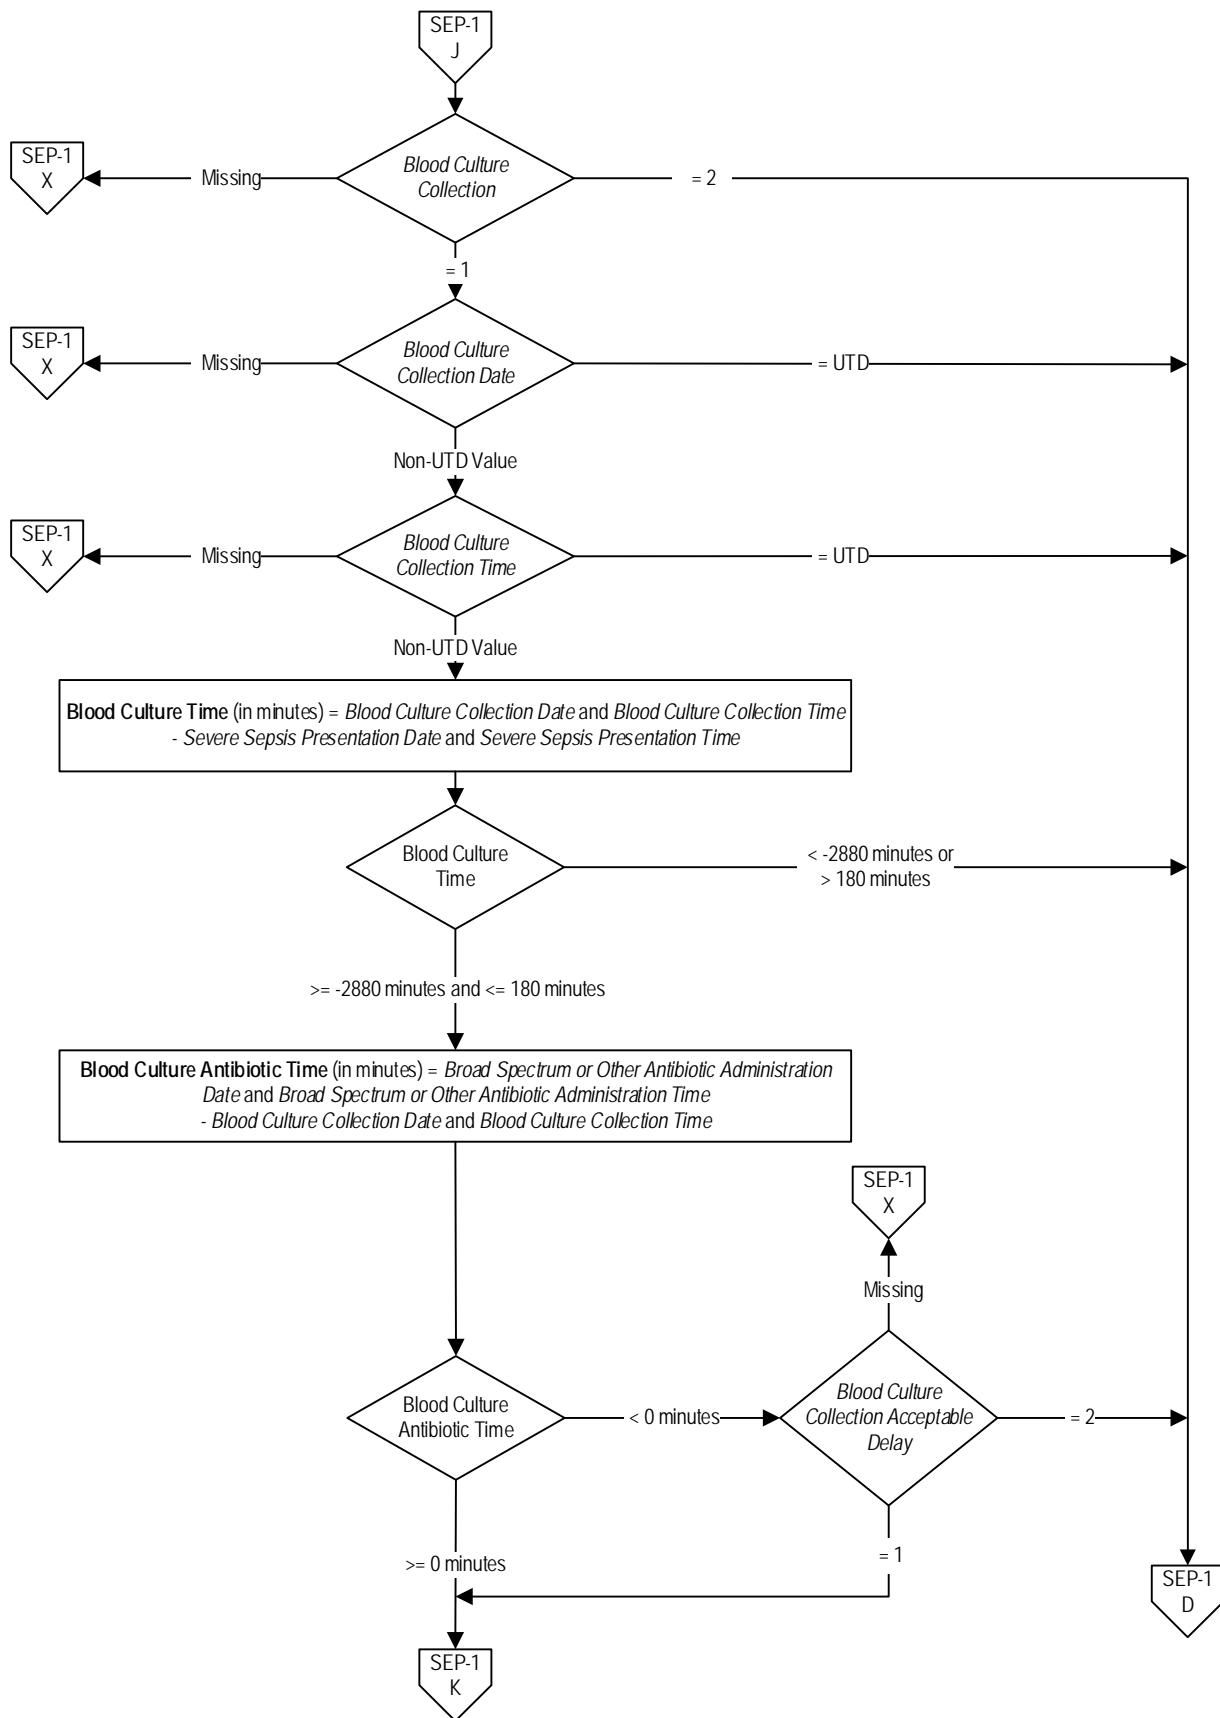 SEP-1
J
SEP-1
X
Missing
Blood Culture
Collection
= 2
= 1
SEP-1
X
Missing
Blood Culture
Collection Date
= UTD
Non-UTD Value
SEP-1
X
Missing
Blood Culture
Collection Time
= UTD
Non-UTD Value
Blood Culture Time (in minutes) = Blood Culture Collection Date and Blood Culture Collection Time
- Severe Sepsis Presentation Date and Severe Sepsis Presentation Time
Blood Culture
Time
< -2880 minutes or
> 180 minutes
>= -2880 minutes and <= 180 minutes
Blood Culture Antibiotic Time (in minutes) = Broad Spectrum or Other Antibiotic Administration
Date and Broad Spectrum or Other Antibiotic Administration Time
- Blood Culture Collection Date and Blood Culture Collection Time
SEP-1
X
Missing
Blood Culture
Antibiotic Time
< 0 minutes
Blood Culture
Collection Acceptable
Delay
= 2
>= 0 minutes
= 1
SEP-1
D
SEP-1
K